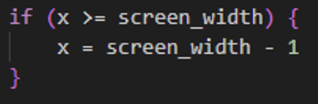 if (x >= screen_width) {
    x = screen_width - 1
}